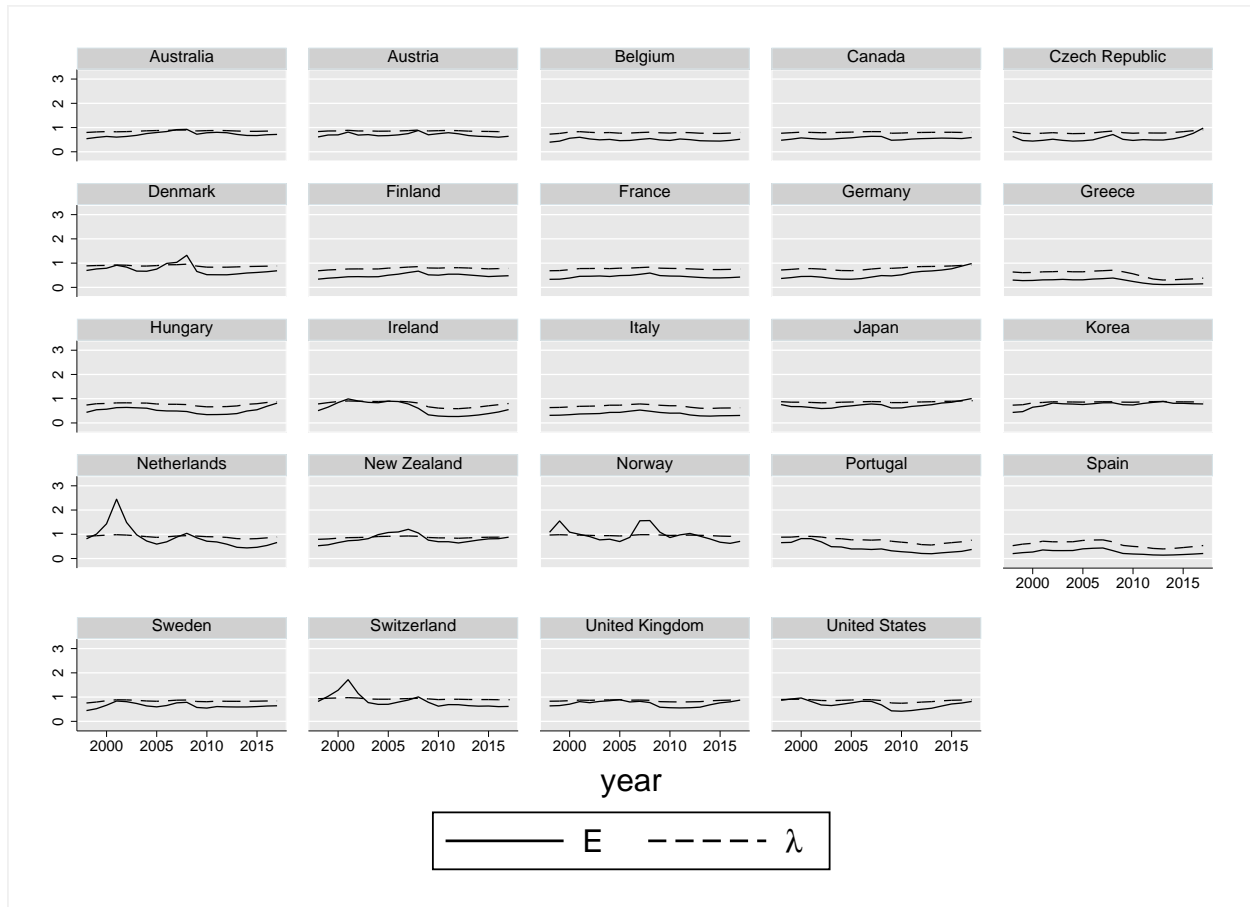 Australia Austria Belgium Canada Czech Republic
3
2
1
0
Denmark Finland France Germany Greece
3
2
1
0
Hungary Ireland Italy Japan Korea
3
2
1
0
Netherlands New Zealand Norway Portugal Spain
3
2
1
0
2000 2005 2010 2015
Sweden Switzerland United Kingdom United States
3
2
1
0
2000 2005 2010 2015 2000 2005 2010 2015 2000 2005 2010 2015 2000 2005 2010 2015
year
E λ